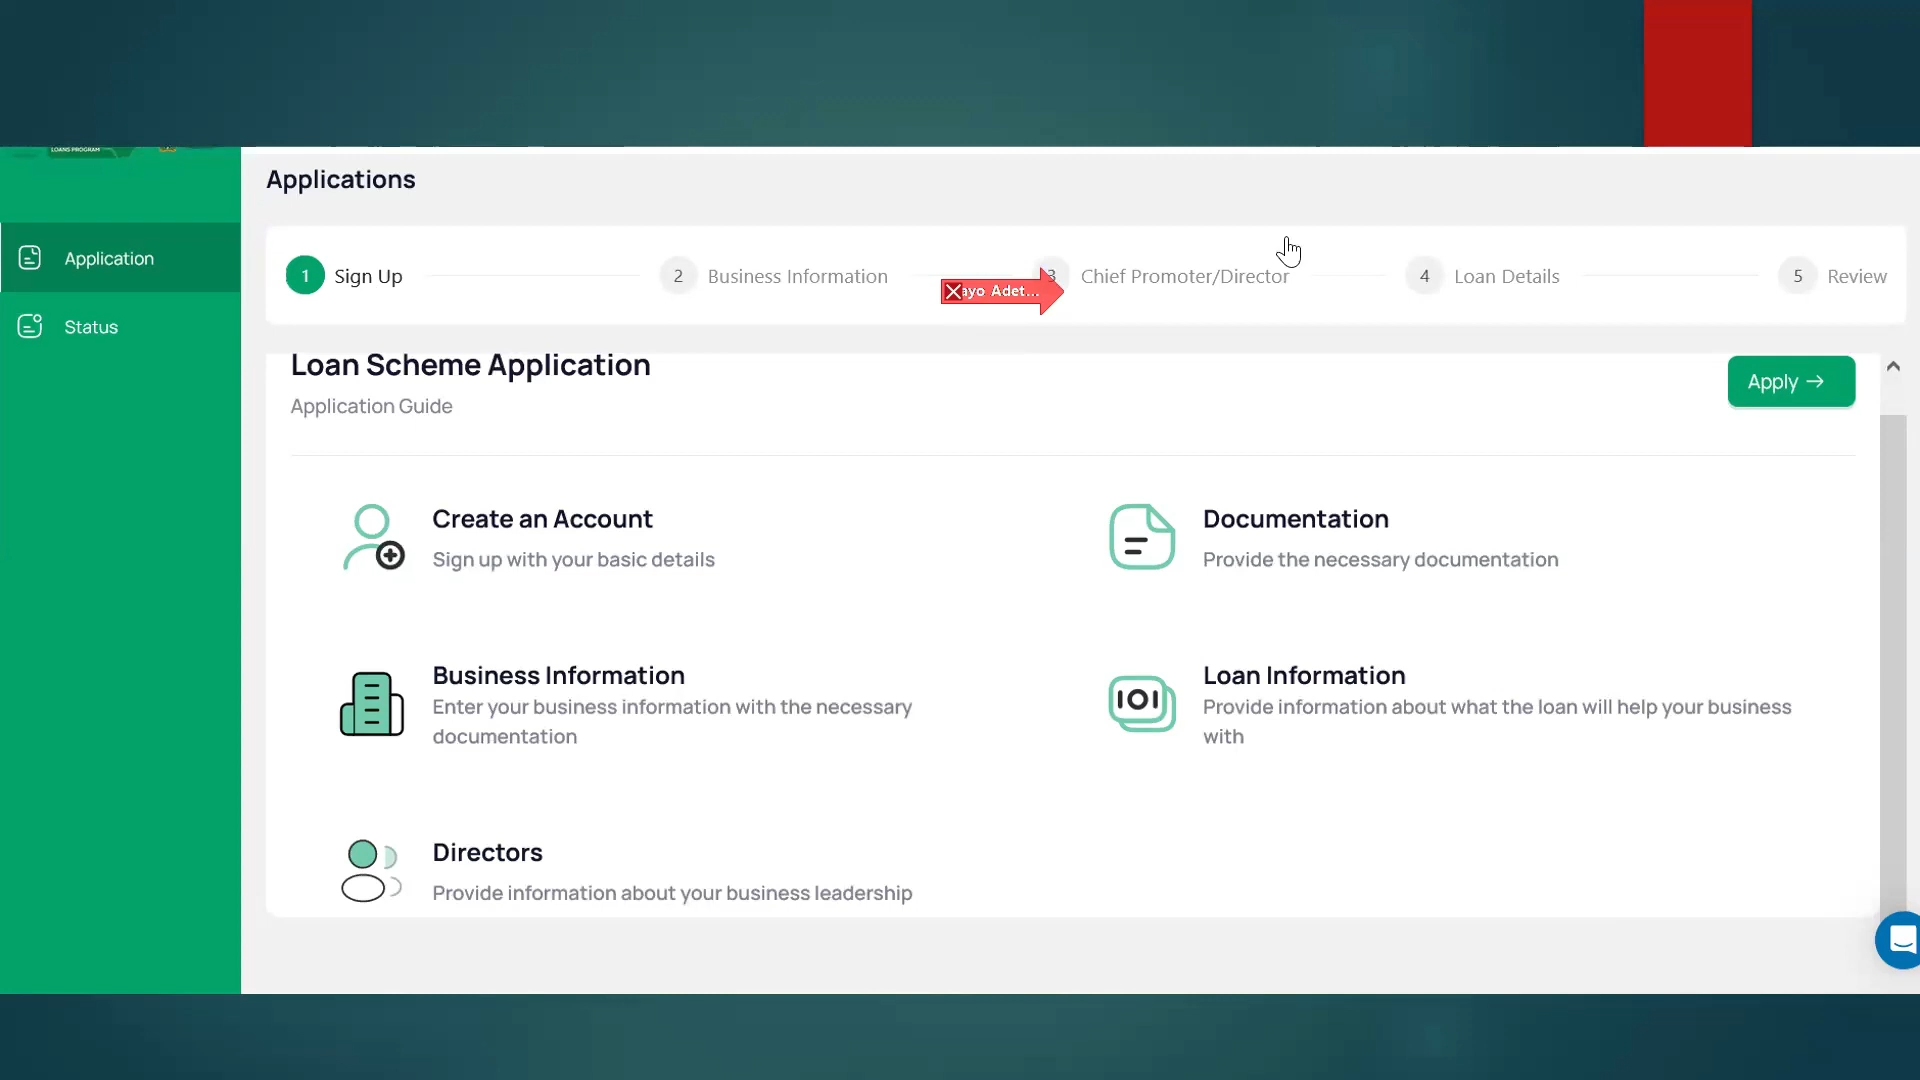 LOANS PROGRAM
Applications
Application
Status
1 Sign Up
2 Business Information
3 Chief Promoter/Director
4 Loan Details
5 Review
ayo Adet...
Loan Scheme Application
Application Guide
Apply
Create an Account
Sign up with your basic details
Documentation
Provide the necessary documentation
Business Information
Enter your business information with the necessary
documentation
Loan Information
Provide information about what the loan will help your business
with
Directors
Provide information about your business leadership